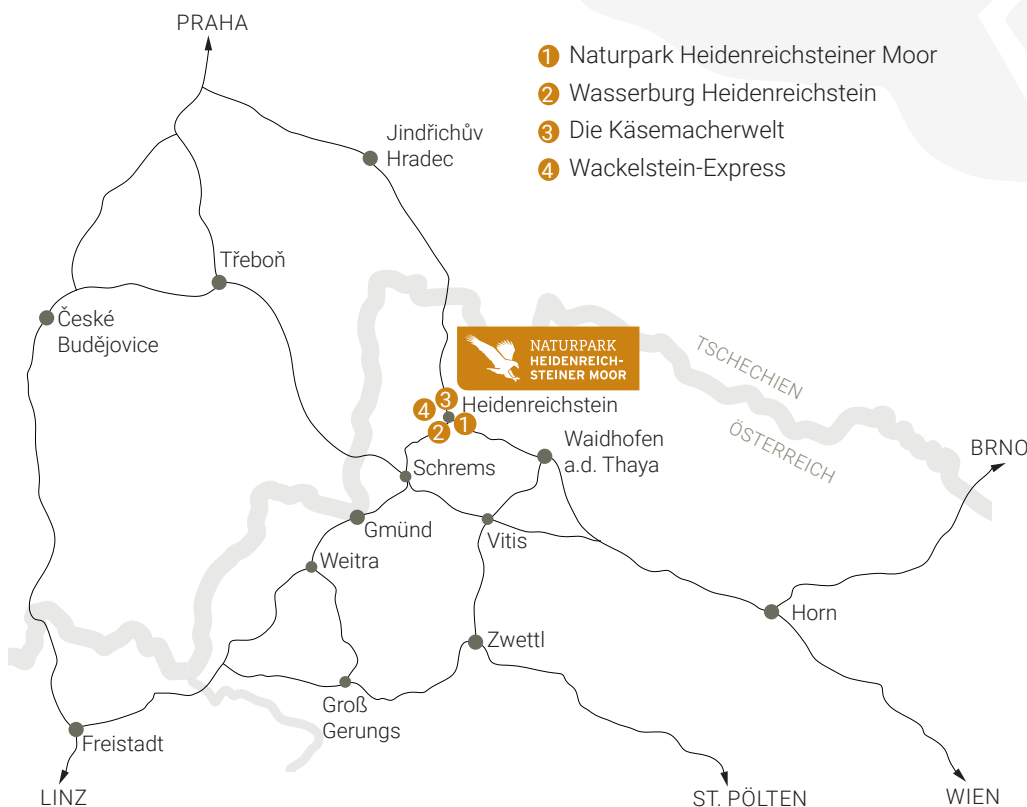 PRAHA
1 Naturpark Heidenreichsteiner Moor
2 Wasserburg Heidenreichstein
3 Die Käsemacherwelt
4 Wackelstein-Express
Jindřichův
Hradec
Třeboň
České
Budějovice
NATURPARK
HEIDENREICH-
STEINER MOOR
TSCHECHIEN
ÖSTERREICH
3
4
Heidenreichstein
1
2
Waidhofen
a.d. Thaya
BRNO
Schrems
Gmünd
Vitis
Weitra
Horn
Zwettl
Groß
Gerungs
Freistadt
LINZ
ST. PÖLTEN
WIEN